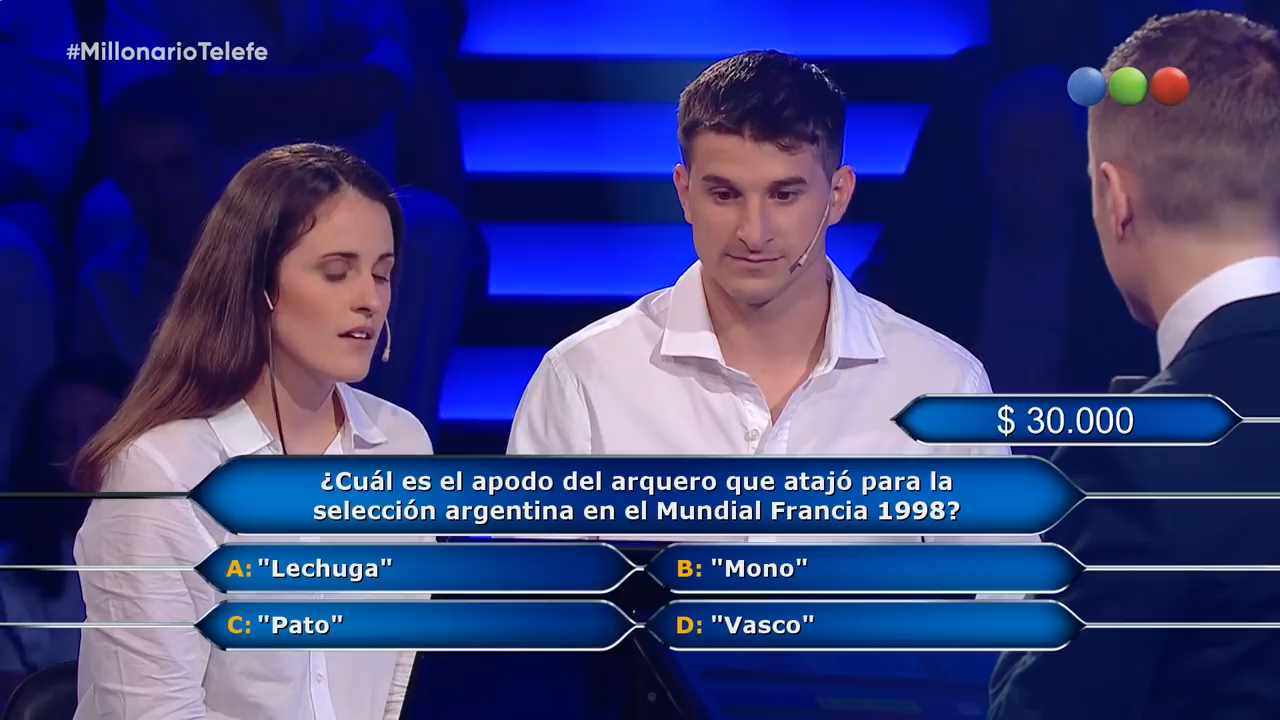 #MillonarioTelefe
$ 30.000
¿Cuál es el apodo del arquero que atajó para la
selección argentina en el Mundial Francia 1998?
A: "Lechuga"
B: "Mono"
C: "Pato"
D: "Vasco"